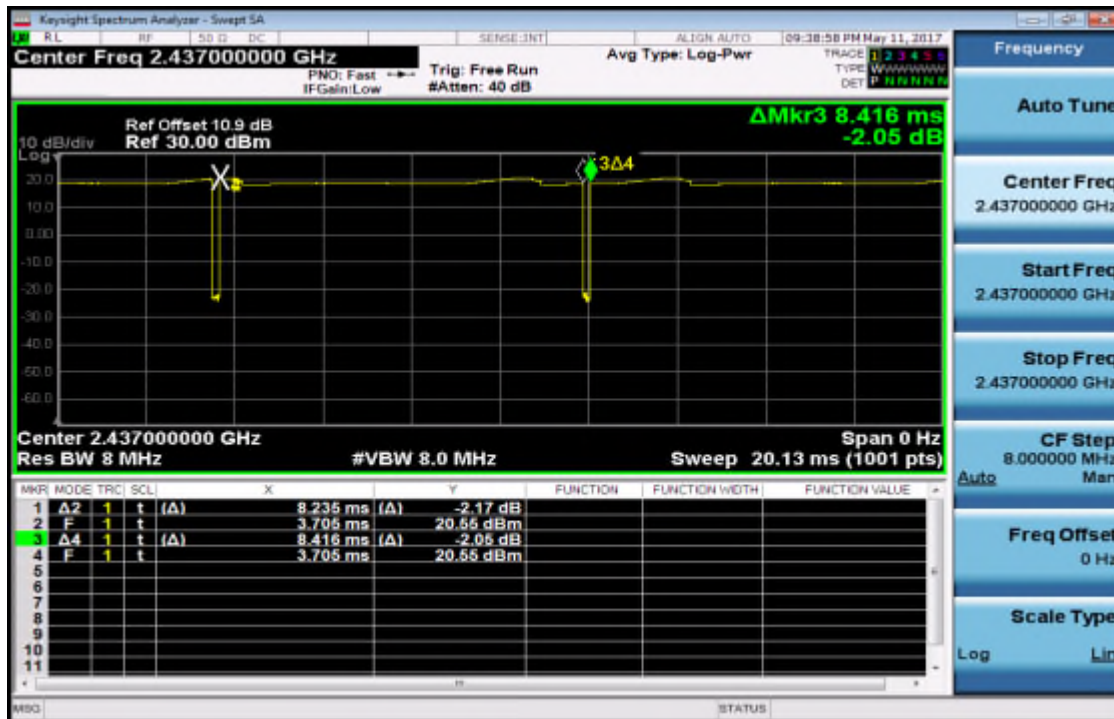 Keysight Spectrum Analyzer - Swept SA
RL RF 50 Ω DC SENSE:INT ALIGN AUTO 09:38:58 PM May 11, 2017
Center Freq 2.437000000 GHz
PNO: Fast
IFGain:Low
Trig: Free Run
#Atten: 40 dB
Avg Type: Log-Pwr
TRACE 1 2 3 4 5 6
TYPE WWWWWW
DET P N N N N N
Ref Offset 10.9 dB
Ref 30.00 dBm
ΔMkr3 8.416 ms
-2.05 dB
10 dB/div
Log
20.0
10.0
0.00
-10.0
-20.0
-30.0
-40.0
-50.0
-60.0
X
3Δ4
Center 2.437000000 GHz Span 0 Hz
Res BW 8 MHz #VBW 8.0 MHz Sweep 20.13 ms (1001 pts)
MKR MODE TRC SCL X Y FUNCTION FUNCTION WIDTH FUNCTION VALUE
1 Δ2 1 t (Δ) 8.235 ms (Δ) -2.17 dB
2 F 1 t 3.705 ms 20.55 dBm
3 Δ4 1 t (Δ) 8.416 ms (Δ) -2.05 dB
4 F 1 t 3.705 ms 20.55 dBm
5
6
7
8
9
10
11
MSG STATUS
Frequency
Auto Tune
Center Freq
2.437000000 GHz
Start Freq
2.437000000 GHz
Stop Freq
2.437000000 GHz
CF Step
8.000000 MHz
Auto Man
Freq Offset
0 Hz
Scale Type
Log Lin